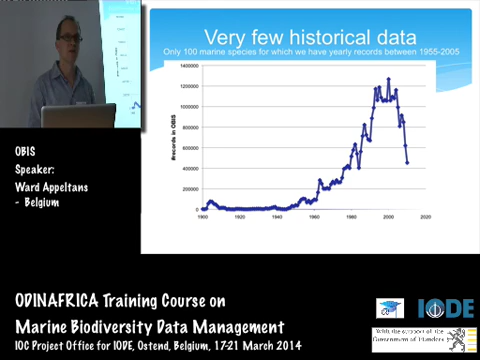 Very few historical data
Only 100 marine species for which we have yearly records between 1955-2005
1400000
1200000
1000000
800000
600000
400000
200000
0
#records in OBIS
1900
1920
1940
1960
1980
2000
2020
OBIS
Speaker:
Ward Appeltans
- Belgium
ODINAFRICA Training Course on
Marine Biodiversity Data Management
IOC Project Office for IODE, Ostend, Belgium, 17-21 March 2014
IODE
With the support of the
Government of Flanders